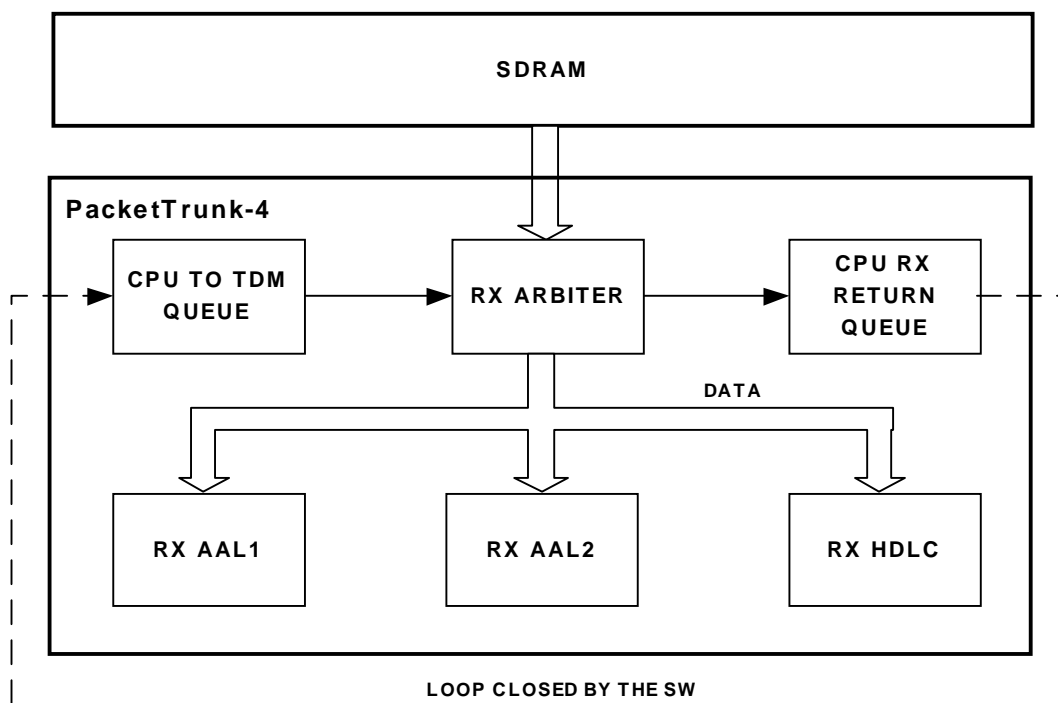 SDRAM
PacketTrunk-4
CPU TO TDM
QUEUE
RX ARBITER
CPU RX
RETURN
QUEUE
DATA
RX AAL1
RX AAL2
RX HDLC
LOOP CLOSED BY THE SW